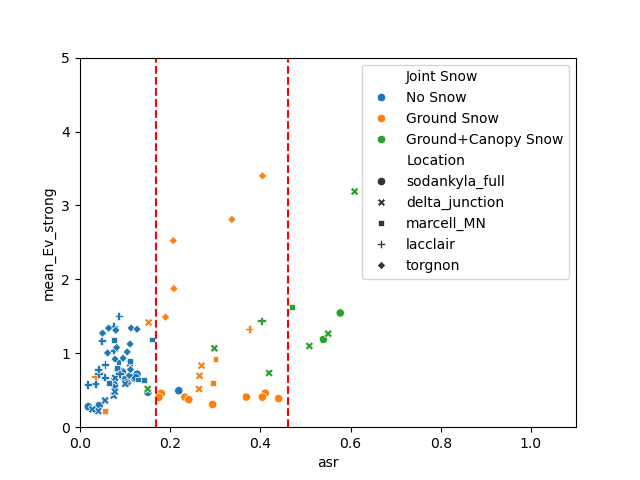 5
4
3
2
1
0
mean_Ev_strong
0.0 0.2 0.4 0.6 0.8 1.0
asr
Joint Snow
No Snow
Ground Snow
Ground+Canopy Snow
Location
sodankyla_full
delta_junction
marcell_MN
lacclair
torgnon